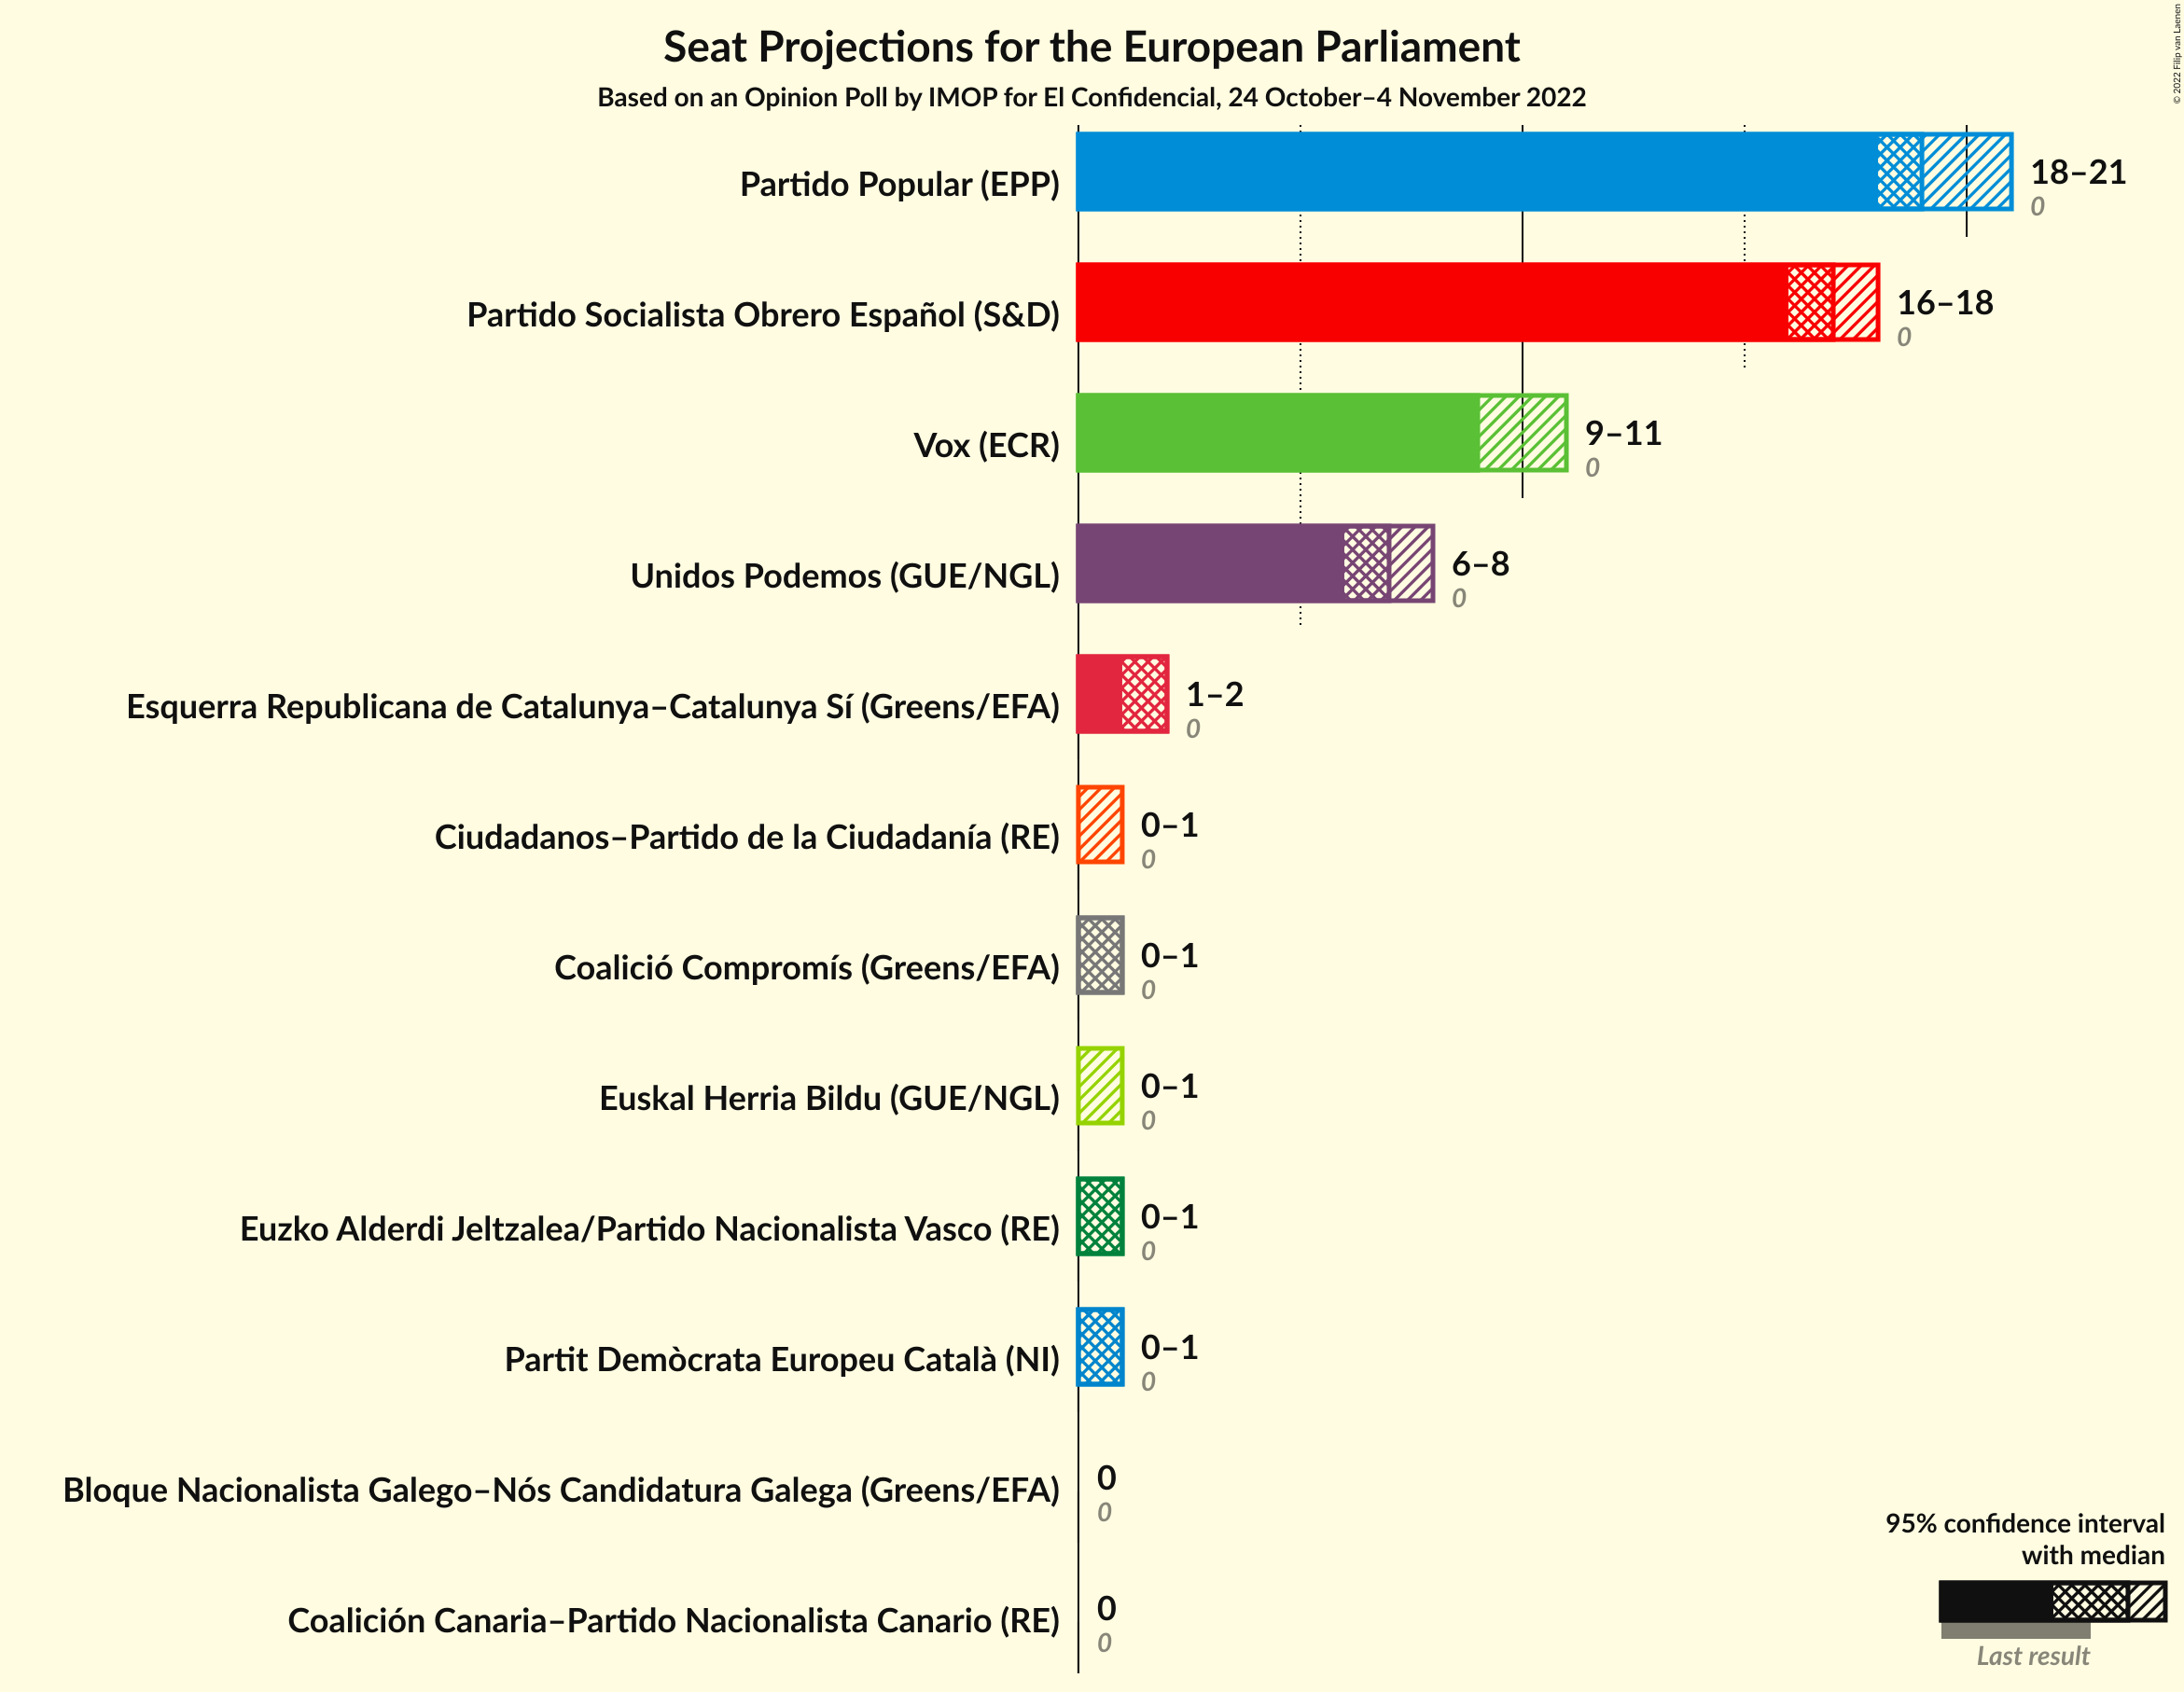 Seat Projections for the European Parliament
Based on an Opinion Poll by IMOP for El Confidencial, 24 October–4 November 2022
© 2022 Filip van Laenen
Partido Popular (EPP)
18–21
0
Partido Socialista Obrero Español (S&D)
16–18
0
Vox (ECR)
9–11
0
Unidos Podemos (GUE/NGL)
6–8
0
Esquerra Republicana de Catalunya–Catalunya Sí (Greens/EFA)
1–2
0
Ciudadanos–Partido de la Ciudadanía (RE)
0–1
0
Coalició Compromís (Greens/EFA)
0–1
0
Euskal Herria Bildu (GUE/NGL)
0–1
0
Euzko Alderdi Jeltzalea/Partido Nacionalista Vasco (RE)
0–1
0
Partit Demòcrata Europeu Català (NI)
0–1
0
Bloque Nacionalista Galego–Nós Candidatura Galega (Greens/EFA)
0
0
Coalición Canaria–Partido Nacionalista Canario (RE)
0
0
95% confidence interval
with median
Last result